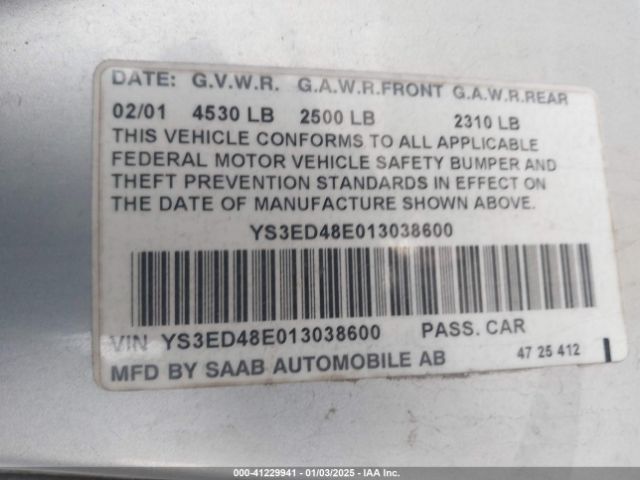 DATE: G.V.W.R. G.A.W.R.FRONT G.A.W.R.REAR
02/01 4530 LB 2500 LB 2310 LB
THIS VEHICLE CONFORMS TO ALL APPLICABLE
FEDERAL MOTOR VEHICLE SAFETY BUMPER AND
THEFT PREVENTION STANDARDS IN EFFECT ON
THE DATE OF MANUFACTURE SHOWN ABOVE.
YS3ED48E013038600
VIN YS3ED48E013038600 PASS. CAR
MFD BY SAAB AUTOMOBILE AB 47 25 412
000-41229941 - 01/03/2025 - IAA Inc.